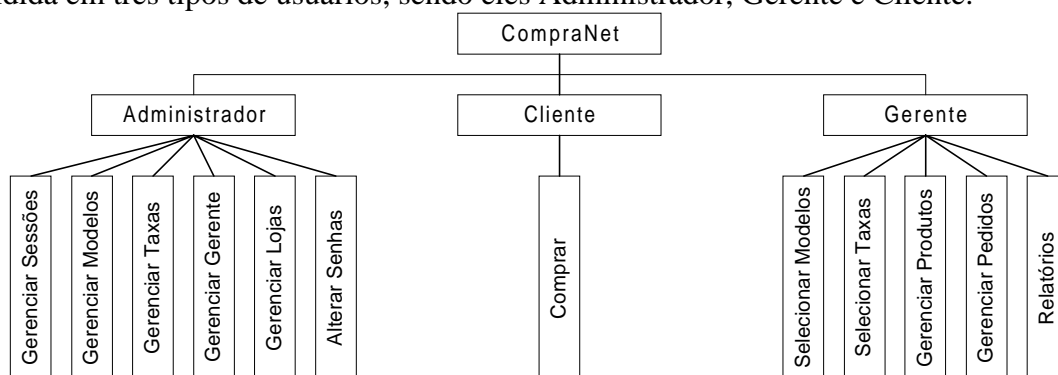 dida em três tipos de usuários, sendo eles Administrador, Gerente e Cliente.
CompraNet
Administrador
Cliente
Gerente
Gerenciar Sessões
Gerenciar Modelos
Gerenciar Taxas
Gerenciar Gerente
Gerenciar Lojas
Alterar Senhas
Comprar
Selecionar Modelos
Selecionar Taxas
Gerenciar Produtos
Gerenciar Pedidos
Relatórios